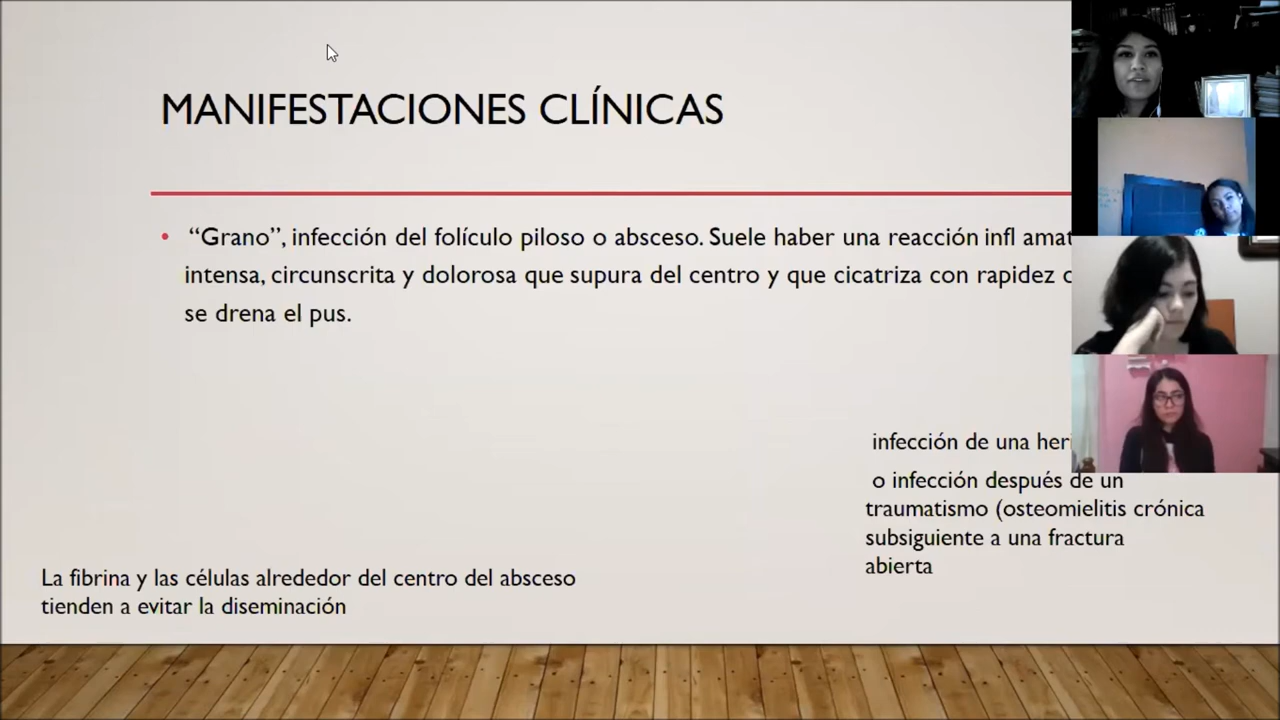 MANIFESTACIONES CLÍNICAS
• “Grano”, infección del folículo piloso o absceso. Suele haber una reacción infl amat
intensa, circunscrita y dolorosa que supura del centro y que cicatriza con rapidez
se drena el pus.
infección de una heri
o infección después de un
traumatismo (osteomielitis crónica
subsiguiente a una fractura
abierta
La fibrina y las células alrededor del centro del absceso
tienden a evitar la diseminación